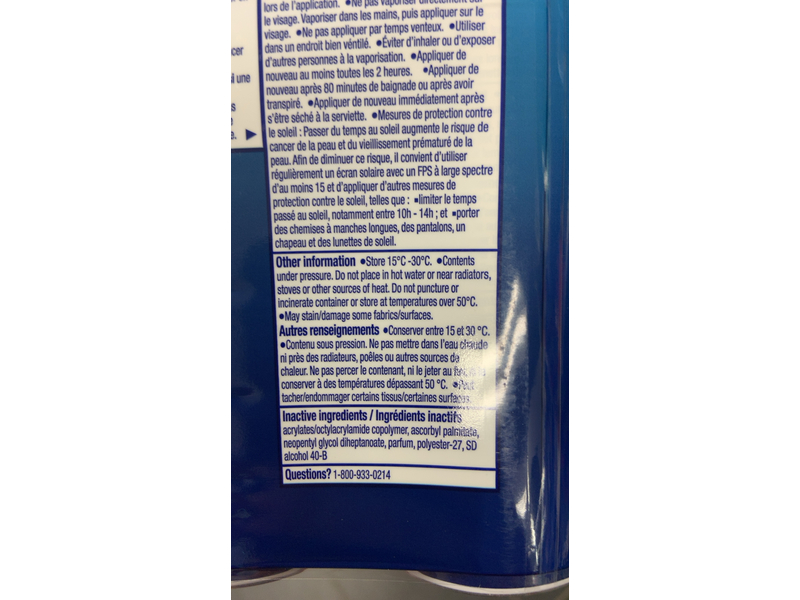 lors de l'application. •Ne pas vaporiser directement sur
le visage. Vaporiser dans les mains, puis appliquer sur le
visage. •Ne pas appliquer par temps venteux. •Utiliser
dans un endroit bien véntilé. •Éviter d'inhaler ou d'exposer
d'autres personnes à la vaporisation. •Appliquer de
nouveau au moins toutes les 2 heures. •Appliquer de
nouveau après 80 minutes de baignade ou après avoir
transpiré. •Appliquer de nouveau immédiatement après
s'être séché à la serviette. •Mesures de protection contre
le soleil : Passer du temps au soleil augmente le risque de
cancer de la peau et du vieillissement prématuré de la
peau. Afin de diminuer ce risque, il convient d'utiliser
régulièrement un écran solaire avec un FPS à large spectre
d'au moins 15 et d'appliquer d'autres mesures de
protection contre le soleil, telles que : ▪limiter le temps
passé au soleil, notamment entre 10h - 14h ; et ▪porter
des chemises à manches longues, des pantalons, un
chapeau et des lunettes de soleil.
Other information •Store 15°C -30°C. •Contents
under pressure. Do not place in hot water or near radiators,
stoves or other sources of heat. Do not puncture or
incinerate container or store at temperatures over 50°C.
•May stain/damage some fabrics/surfaces.
Autres renseignements •Conserver entre 15 et 30 °C.
•Contenu sous pression. Ne pas mettre dans l'eau chaude
ni près des radiateurs, poêles ou autres sources de
chaleur. Ne pas percer le contenant, ni le jeter au
conserver à des températures dépassant 50 °C. •Peut
tacher/endommager certains tissus/certaines surfaces.
Inactive ingredients / Ingrédients inactifs
acrylates/octylacrylamide copolymer, ascorbyl palmitate,
neopentyl glycol diheptanoate, parfum, polyester-27, SD
alcohol 40-B
Questions? 1-800-933-0214